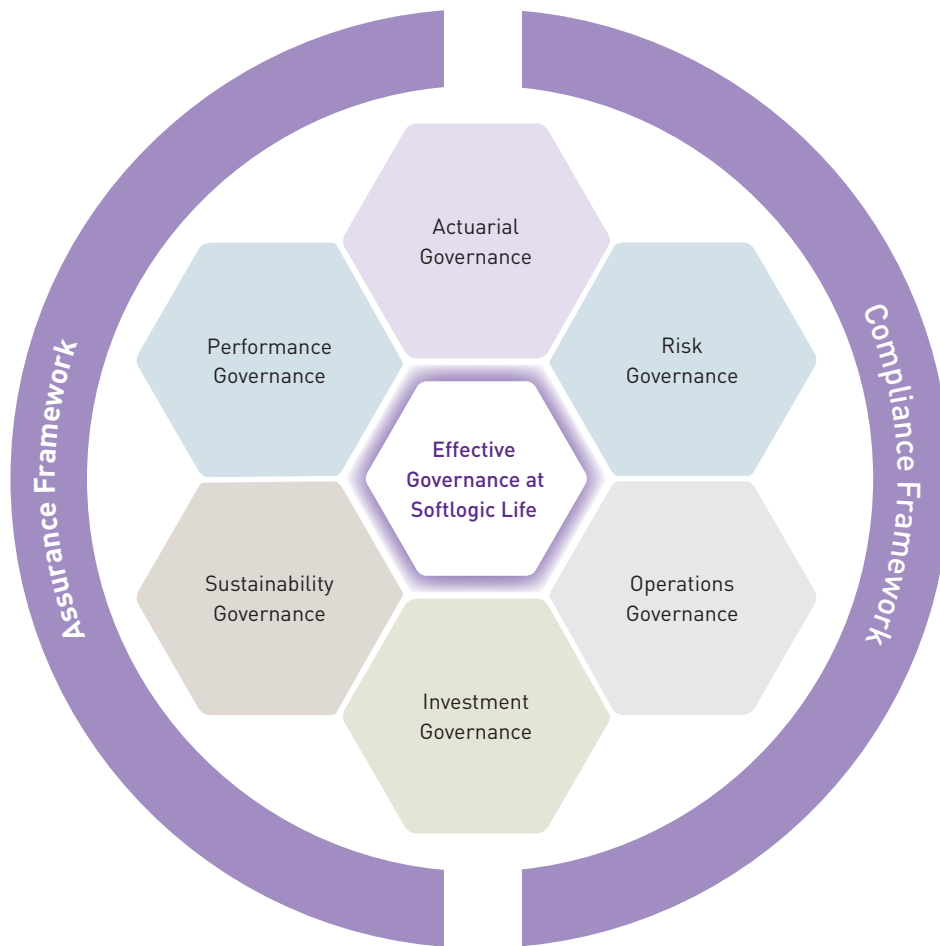 Actuarial
Governance
Performance
Governance
Risk
Governance
Assurance Framework
Compliance Framework
Effective
Governance at
Softlogic Life
Sustainability
Governance
Operations
Governance
Investment
Governance